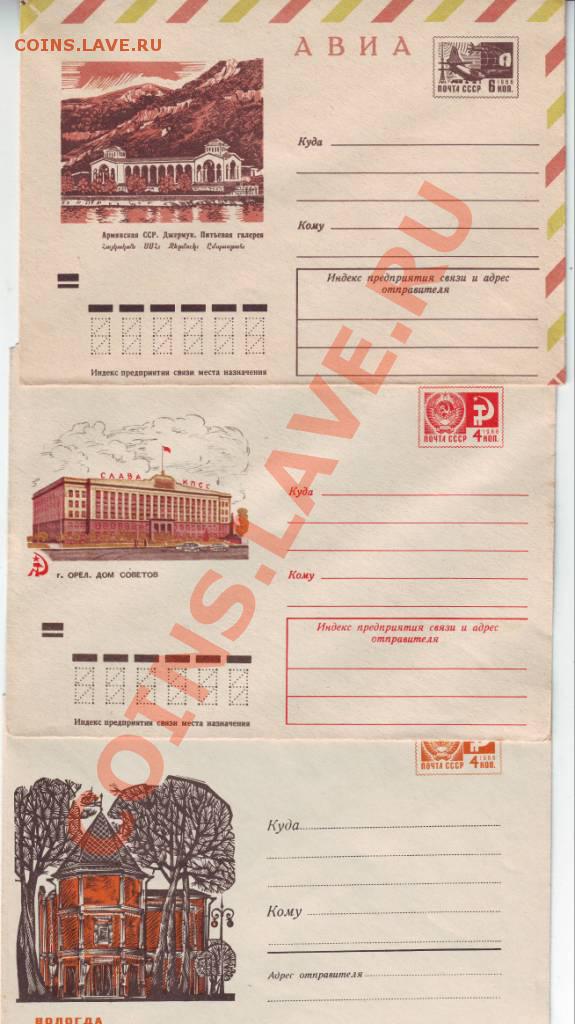 COINS.LAVE.RU
АВИА
ПОЧТА СССР 1966 6 КОП.
Куда
Кому
Армянская ССР. Джермук. Питьевая галерея
Индекс предприятия связи и адрес
отправителя
Индекс предприятия связи места назначения
СЛАВА КПСС
ПОЧТА СССР 1966 4 КОП.
Куда
Кому
г. ОРЕЛ. ДОМ СОВЕТОВ
Индекс предприятия связи и адрес
отправителя
Индекс предприятия связи места назначения
ПОЧТА СССР 1966 4 КОП.
Куда
Кому
Адрес отправителя
ВОЛОГДА
COINS.LAVE.RU